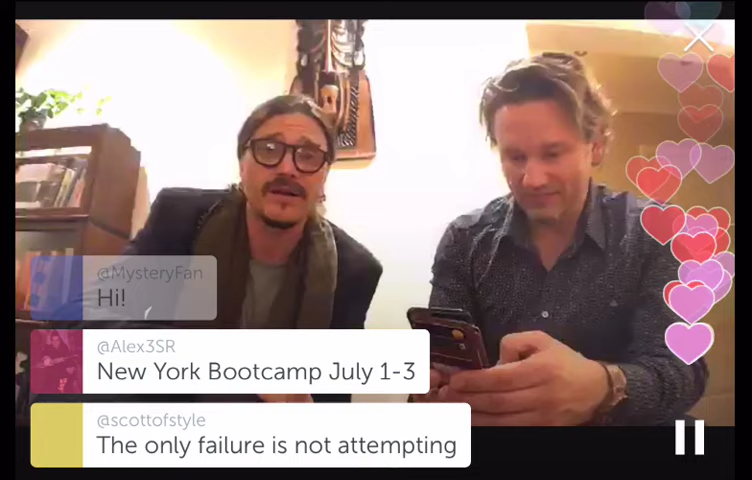 @MysteryFan
Hi!
@Alex3SR
New York Bootcamp July 1-3
@scottofstyle
The only failure is not attempting